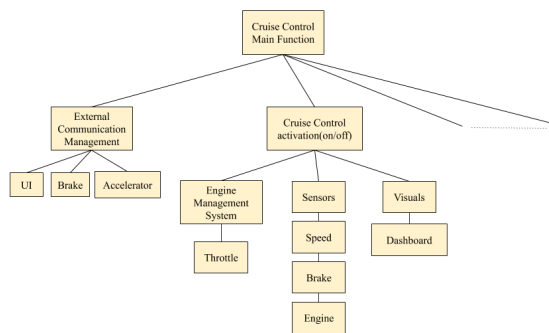 Cruise Control
Main Function
External
Communication
Management
Cruise Control
activation(on/off)
UI
Brake
Accelerator
Engine
Management
System
Sensors
Visuals
Throttle
Speed
Dashboard
Brake
Engine